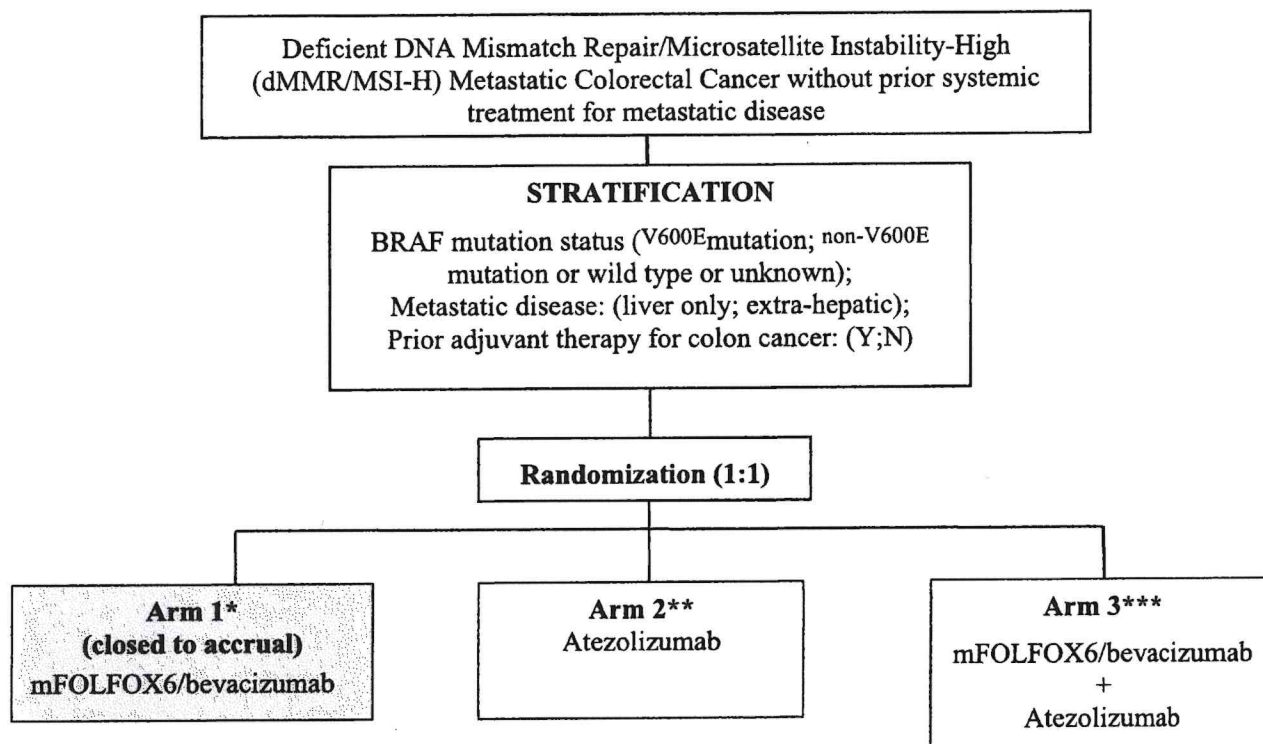 Deficient DNA Mismatch Repair/Microsatellite Instability-High
(dMMR/MSI-H) Metastatic Colorectal Cancer without prior systemic
treatment for metastatic disease
STRATIFICATION
BRAF mutation status (V600Emutation; non-V600E
mutation or wild type or unknown);
Metastatic disease: (liver only; extra-hepatic);
Prior adjuvant therapy for colon cancer: (Y;N)
Randomization (1:1)
Arm 1*
(closed to accrual)
mFOLFOX6/bevacizumab
Arm 2**
Atezolizumab
Arm 3***
mFOLFOX6/bevacizumab
+
Atezolizumab